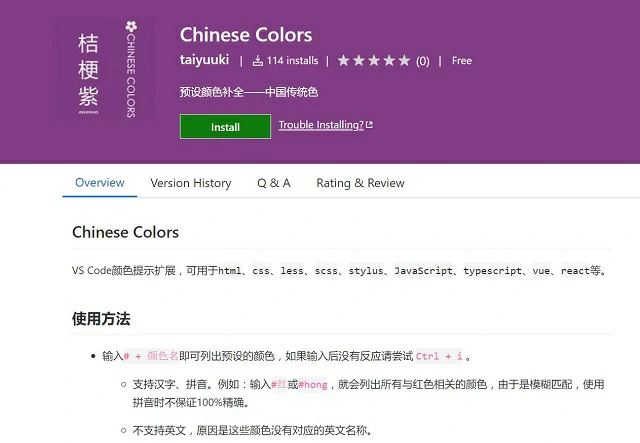 桔梗紫
CHINESE COLORS
Chinese Colors
taiyuuki | 114 installs | (0) | Free
预设颜色补全——中国传统色
Install
Trouble Installing?
Overview Version History Q & A Rating & Review
Chinese Colors
VS Code颜色提示扩展，可用于html、css、less、scss、stylus、JavaScript、typescript、vue、react等。
使用方法
输入# + 颜色名即可列出预设的颜色，如果输入后没有反应请尝试 Ctrl + i 。
支持汉字、拼音。例如：输入#红或#hong，就会列出所有与红色相关的颜色，由于是模糊匹配，使用
拼音时不保证100%精确。
不支持英文，原因是这些颜色没有对应的英文名称。